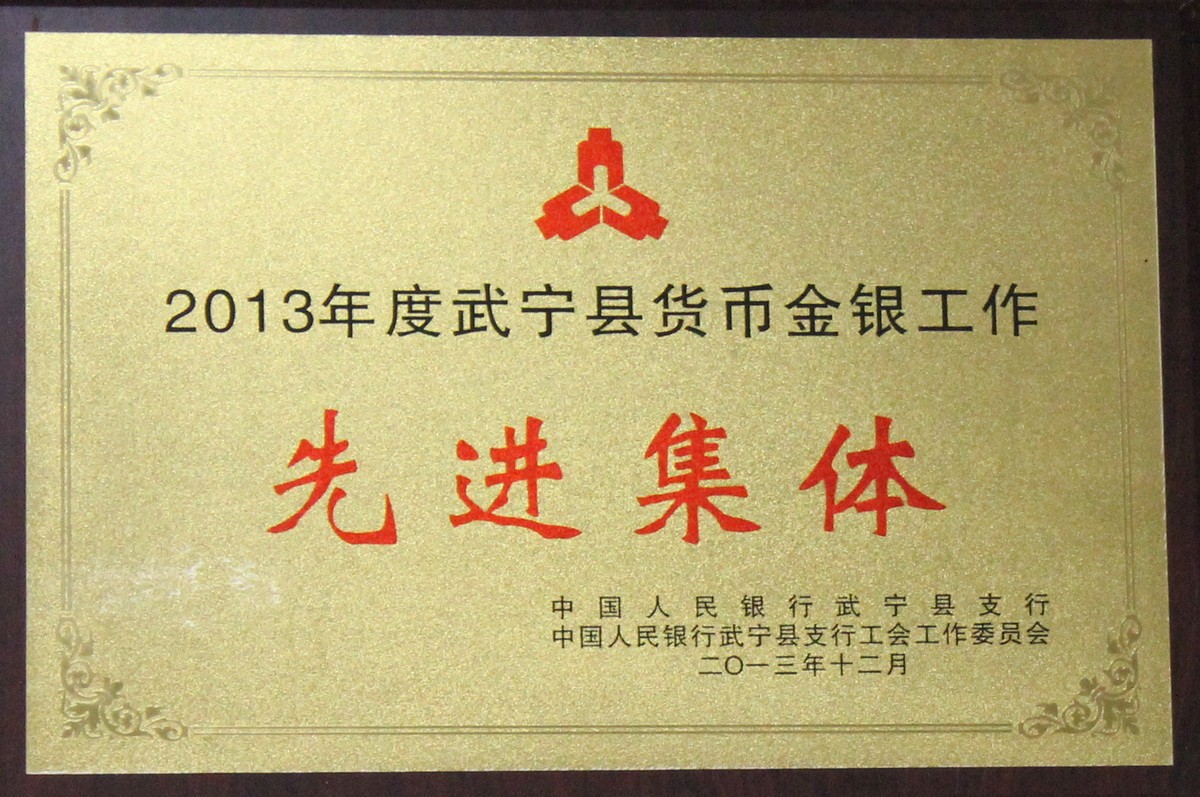 2013年度武宁县货币金银工作
先进集体
中国人民银行武宁县支行
中国人民银行武宁县支行工会工作委员会
二〇一三年十二月